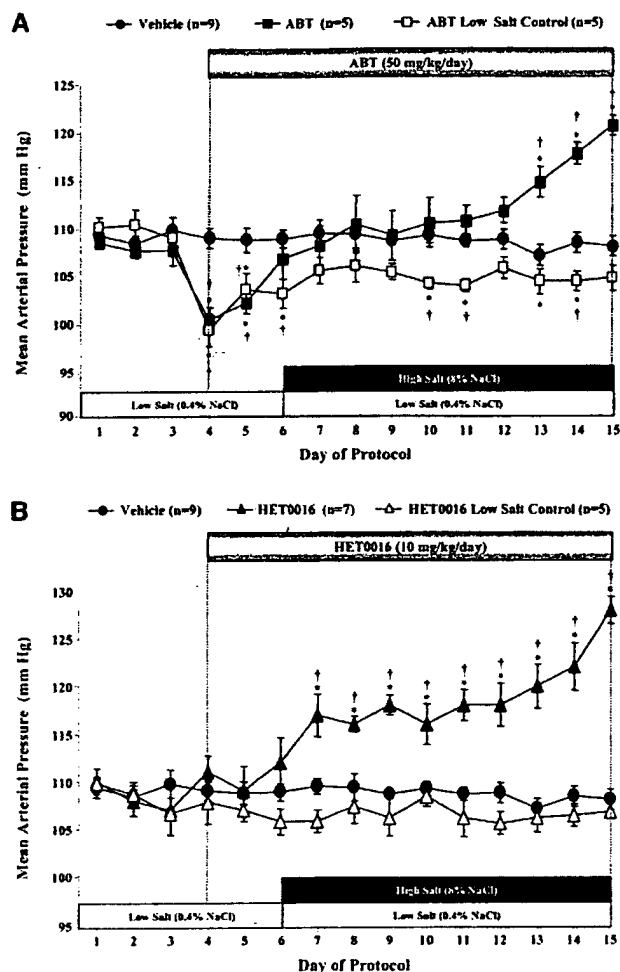 A
Vehicle (n=9) ABT (n=5) ABT Low Salt Control (n=5)
ABT (50 mg/kg/day)
Mean Arterial Pressure (mm Hg)
125
120
115
110
105
100
95
90
High Salt (8% NaCl)
Low Salt (0.4% NaCl) Low Salt (0.4% NaCl)
1 2 3 4 5 6 7 8 9 10 11 12 13 14 15
Day of Protocol
B
Vehicle (n=9) HET0016 (n=7) HET0016 Low Salt Control (n=5)
HET0016 (10 mg/kg/day)
Mean Arterial Pressure (mm Hg)
130
120
110
100
95
High Salt (8% NaCl)
Low Salt (0.4% NaCl) Low Salt (0.4% NaCl)
1 2 3 4 5 6 7 8 9 10 11 12 13 14 15
Day of Protocol